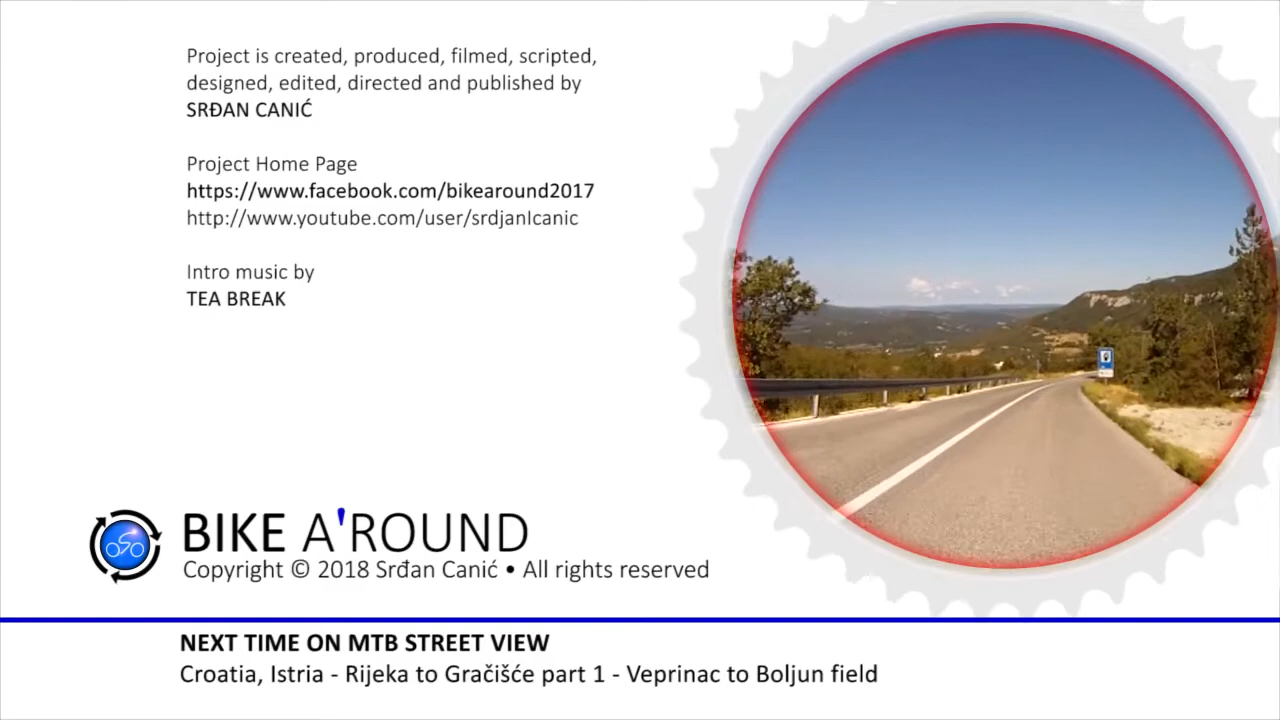 Project is created, produced, filmed, scripted,
designed, edited, directed and published by
SRĐAN CANIĆ
Project Home Page
https://www.facebook.com/bikearound2017
http://www.youtube.com/user/srdjanIcanic
Intro music by
TEA BREAK
BIKE A'ROUND
Copyright © 2018 Srđan Canić • All rights reserved
NEXT TIME ON MTB STREET VIEW
Croatia, Istria - Rijeka to Gračišće part 1 - Veprinac to Boljun field